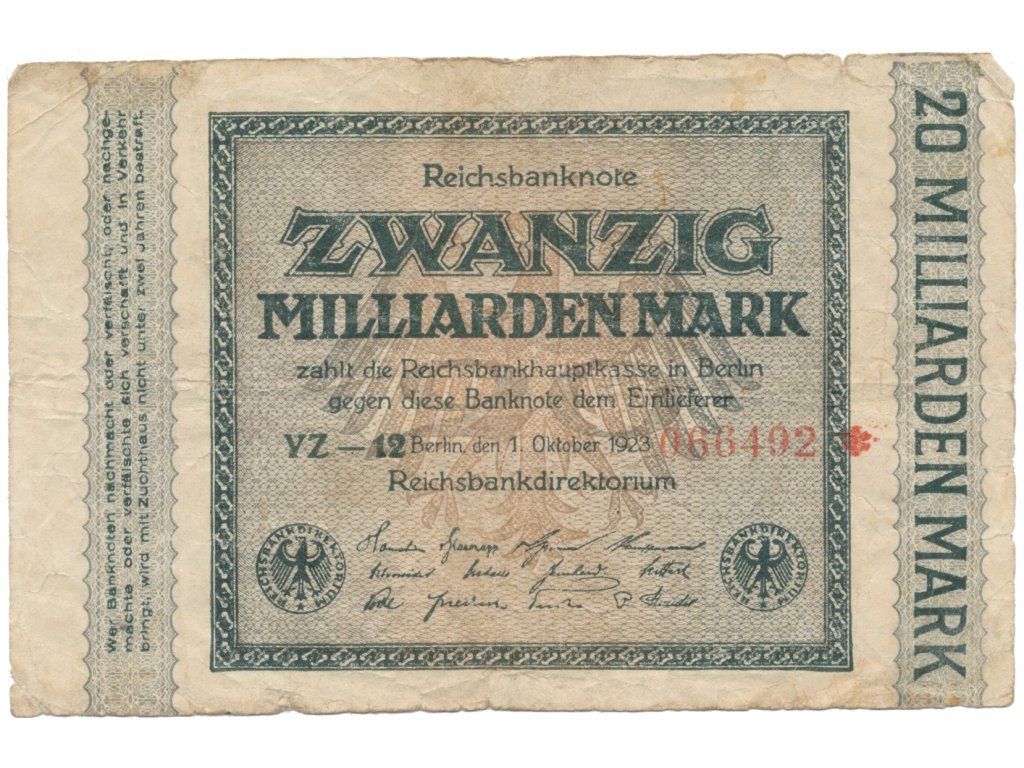 Wer Banknoten nachmacht oder verfälscht, oder nachge-
machte oder verfälschte sich verschafft und in Verkehr
bringt, wird mit Zuchthaus nicht unter zwei Jahren bestraft.
Reichsbanknote
ZWANZIG
MILLIARDEN MARK
zahlt die Reichsbankhauptkasse in Berlin
gegen diese Banknote dem Einlieferer
YZ – 12 Berlin, den 1. Oktober 1923 066492 *
Reichsbankdirektorium
REICHSBANKDIREKTORIUM
REICHSBANKDIREKTORIUM
20 MILLIARDEN MARK